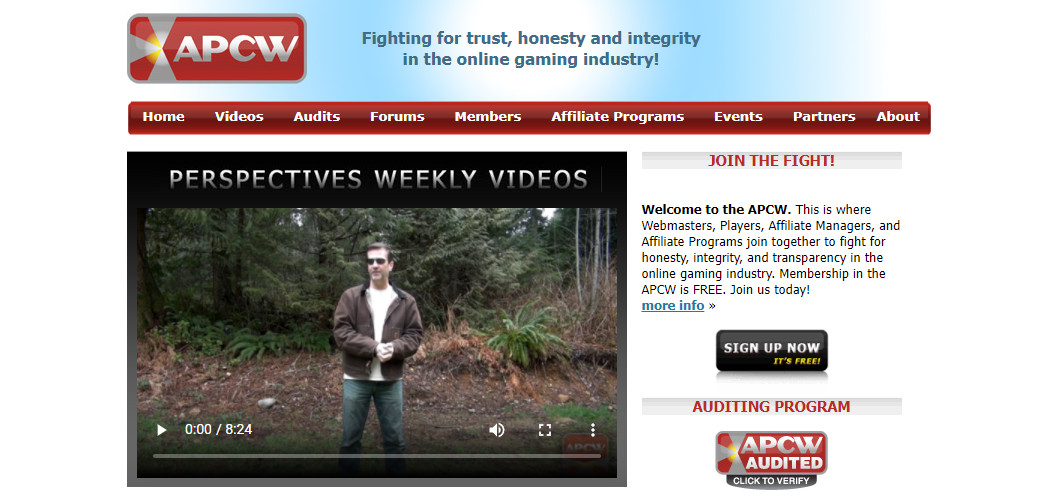 APCW
Fighting for trust, honesty and integrity
in the online gaming industry!
Home Videos Audits Forums Members Affiliate Programs Events Partners About
PERSPECTIVES WEEKLY VIDEOS
0:00 / 8:24
APCW
JOIN THE FIGHT!
Welcome to the APCW. This is where
Webmasters, Players, Affiliate Managers, and
Affiliate Programs join together to fight for
honesty, integrity, and transparency in the
online gaming industry. Membership in the
APCW is FREE. Join us today!
more info »
SIGN UP NOW
IT'S FREE!
AUDITING PROGRAM
APCW
AUDITED
CLICK TO VERIFY